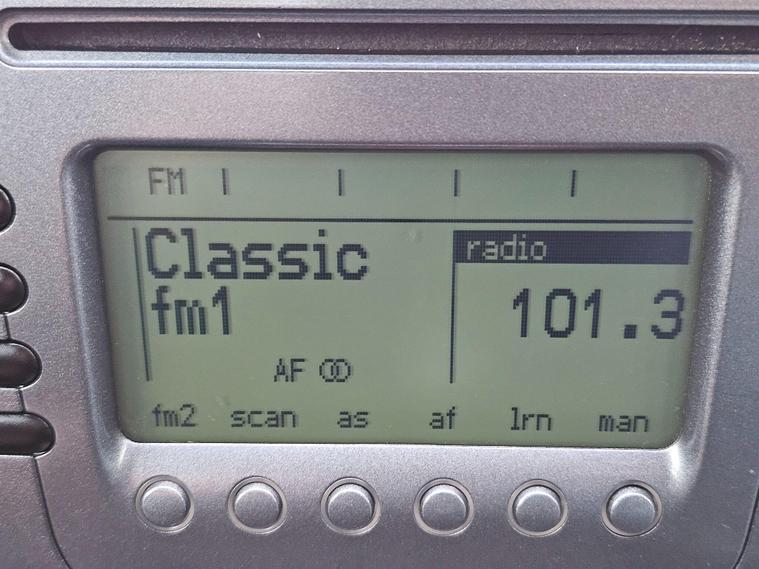 FM
Classic
radio
fm1
101.3
AF
fm2 scan as af lrn man